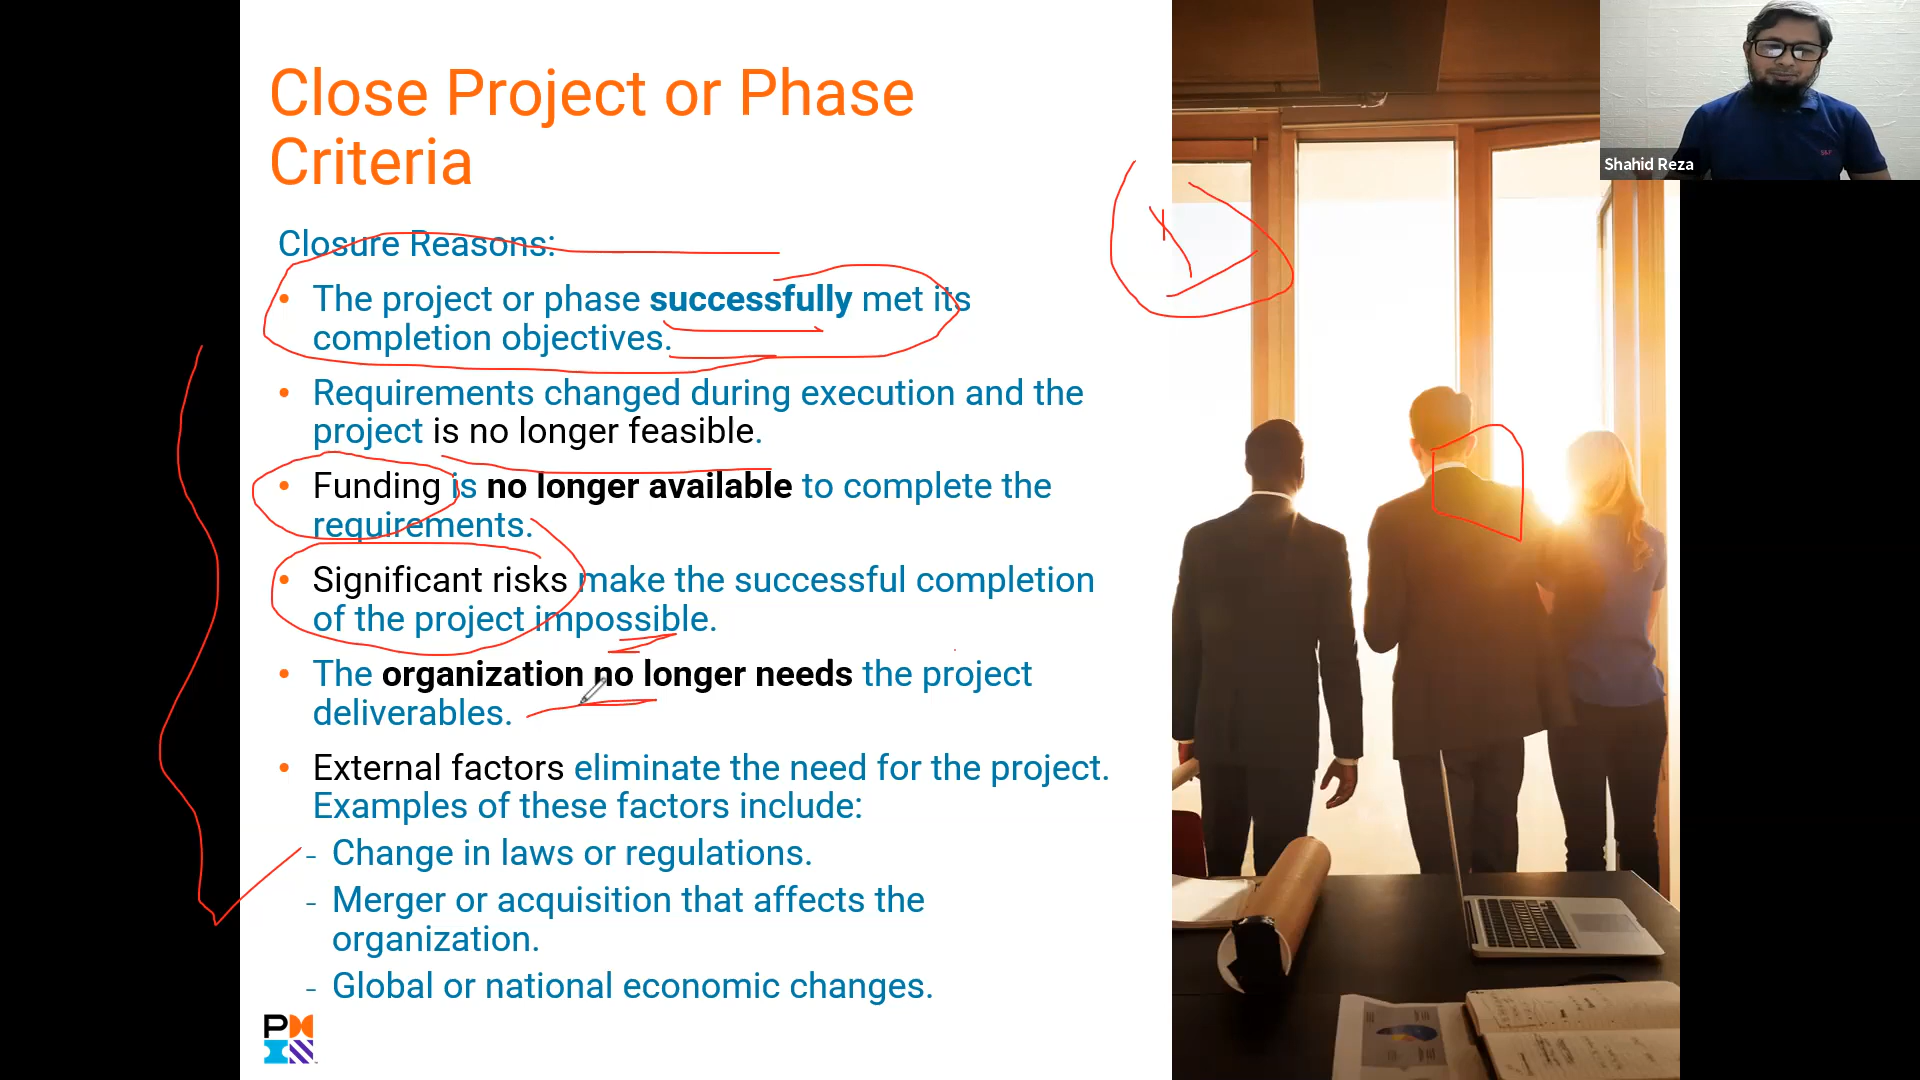 Close Project or Phase
Criteria
Closure Reasons:
• The project or phase successfully met its
completion objectives.
• Requirements changed during execution and the
project is no longer feasible.
• Funding is no longer available to complete the
requirements.
• Significant risks make the successful completion
of the project impossible.
• The organization no longer needs the project
deliverables.
• External factors eliminate the need for the project.
Examples of these factors include:
- Change in laws or regulations.
- Merger or acquisition that affects the
organization.
- Global or national economic changes.
Shahid Reza